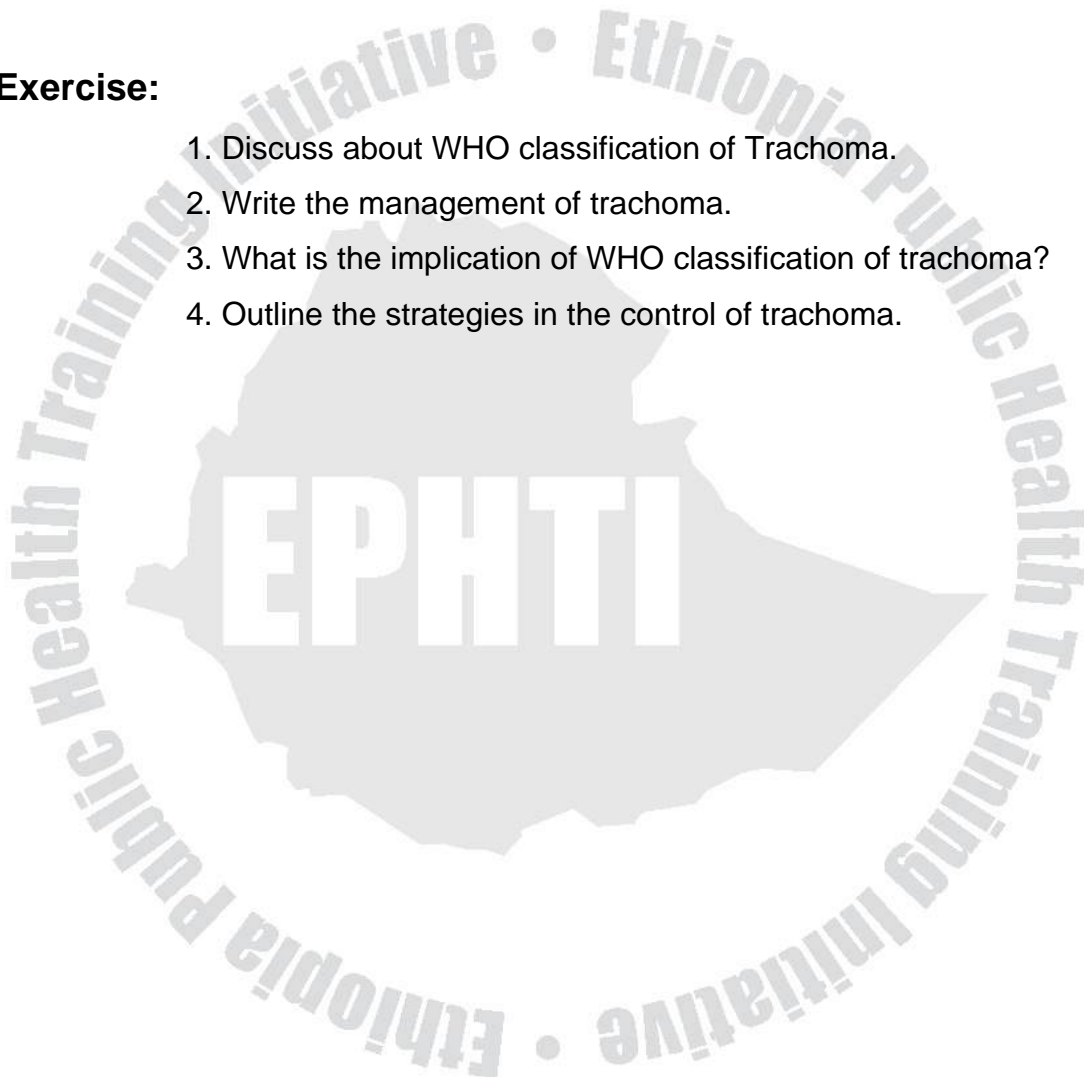 Exercise:
1. Discuss about WHO classification of Trachoma.
2. Write the management of trachoma.
3. What is the implication of WHO classification of trachoma?
4. Outline the strategies in the control of trachoma.
EPHTI
Ethiopia Public Health Training Initiative • Ethiopia Public Health Training Initiative •